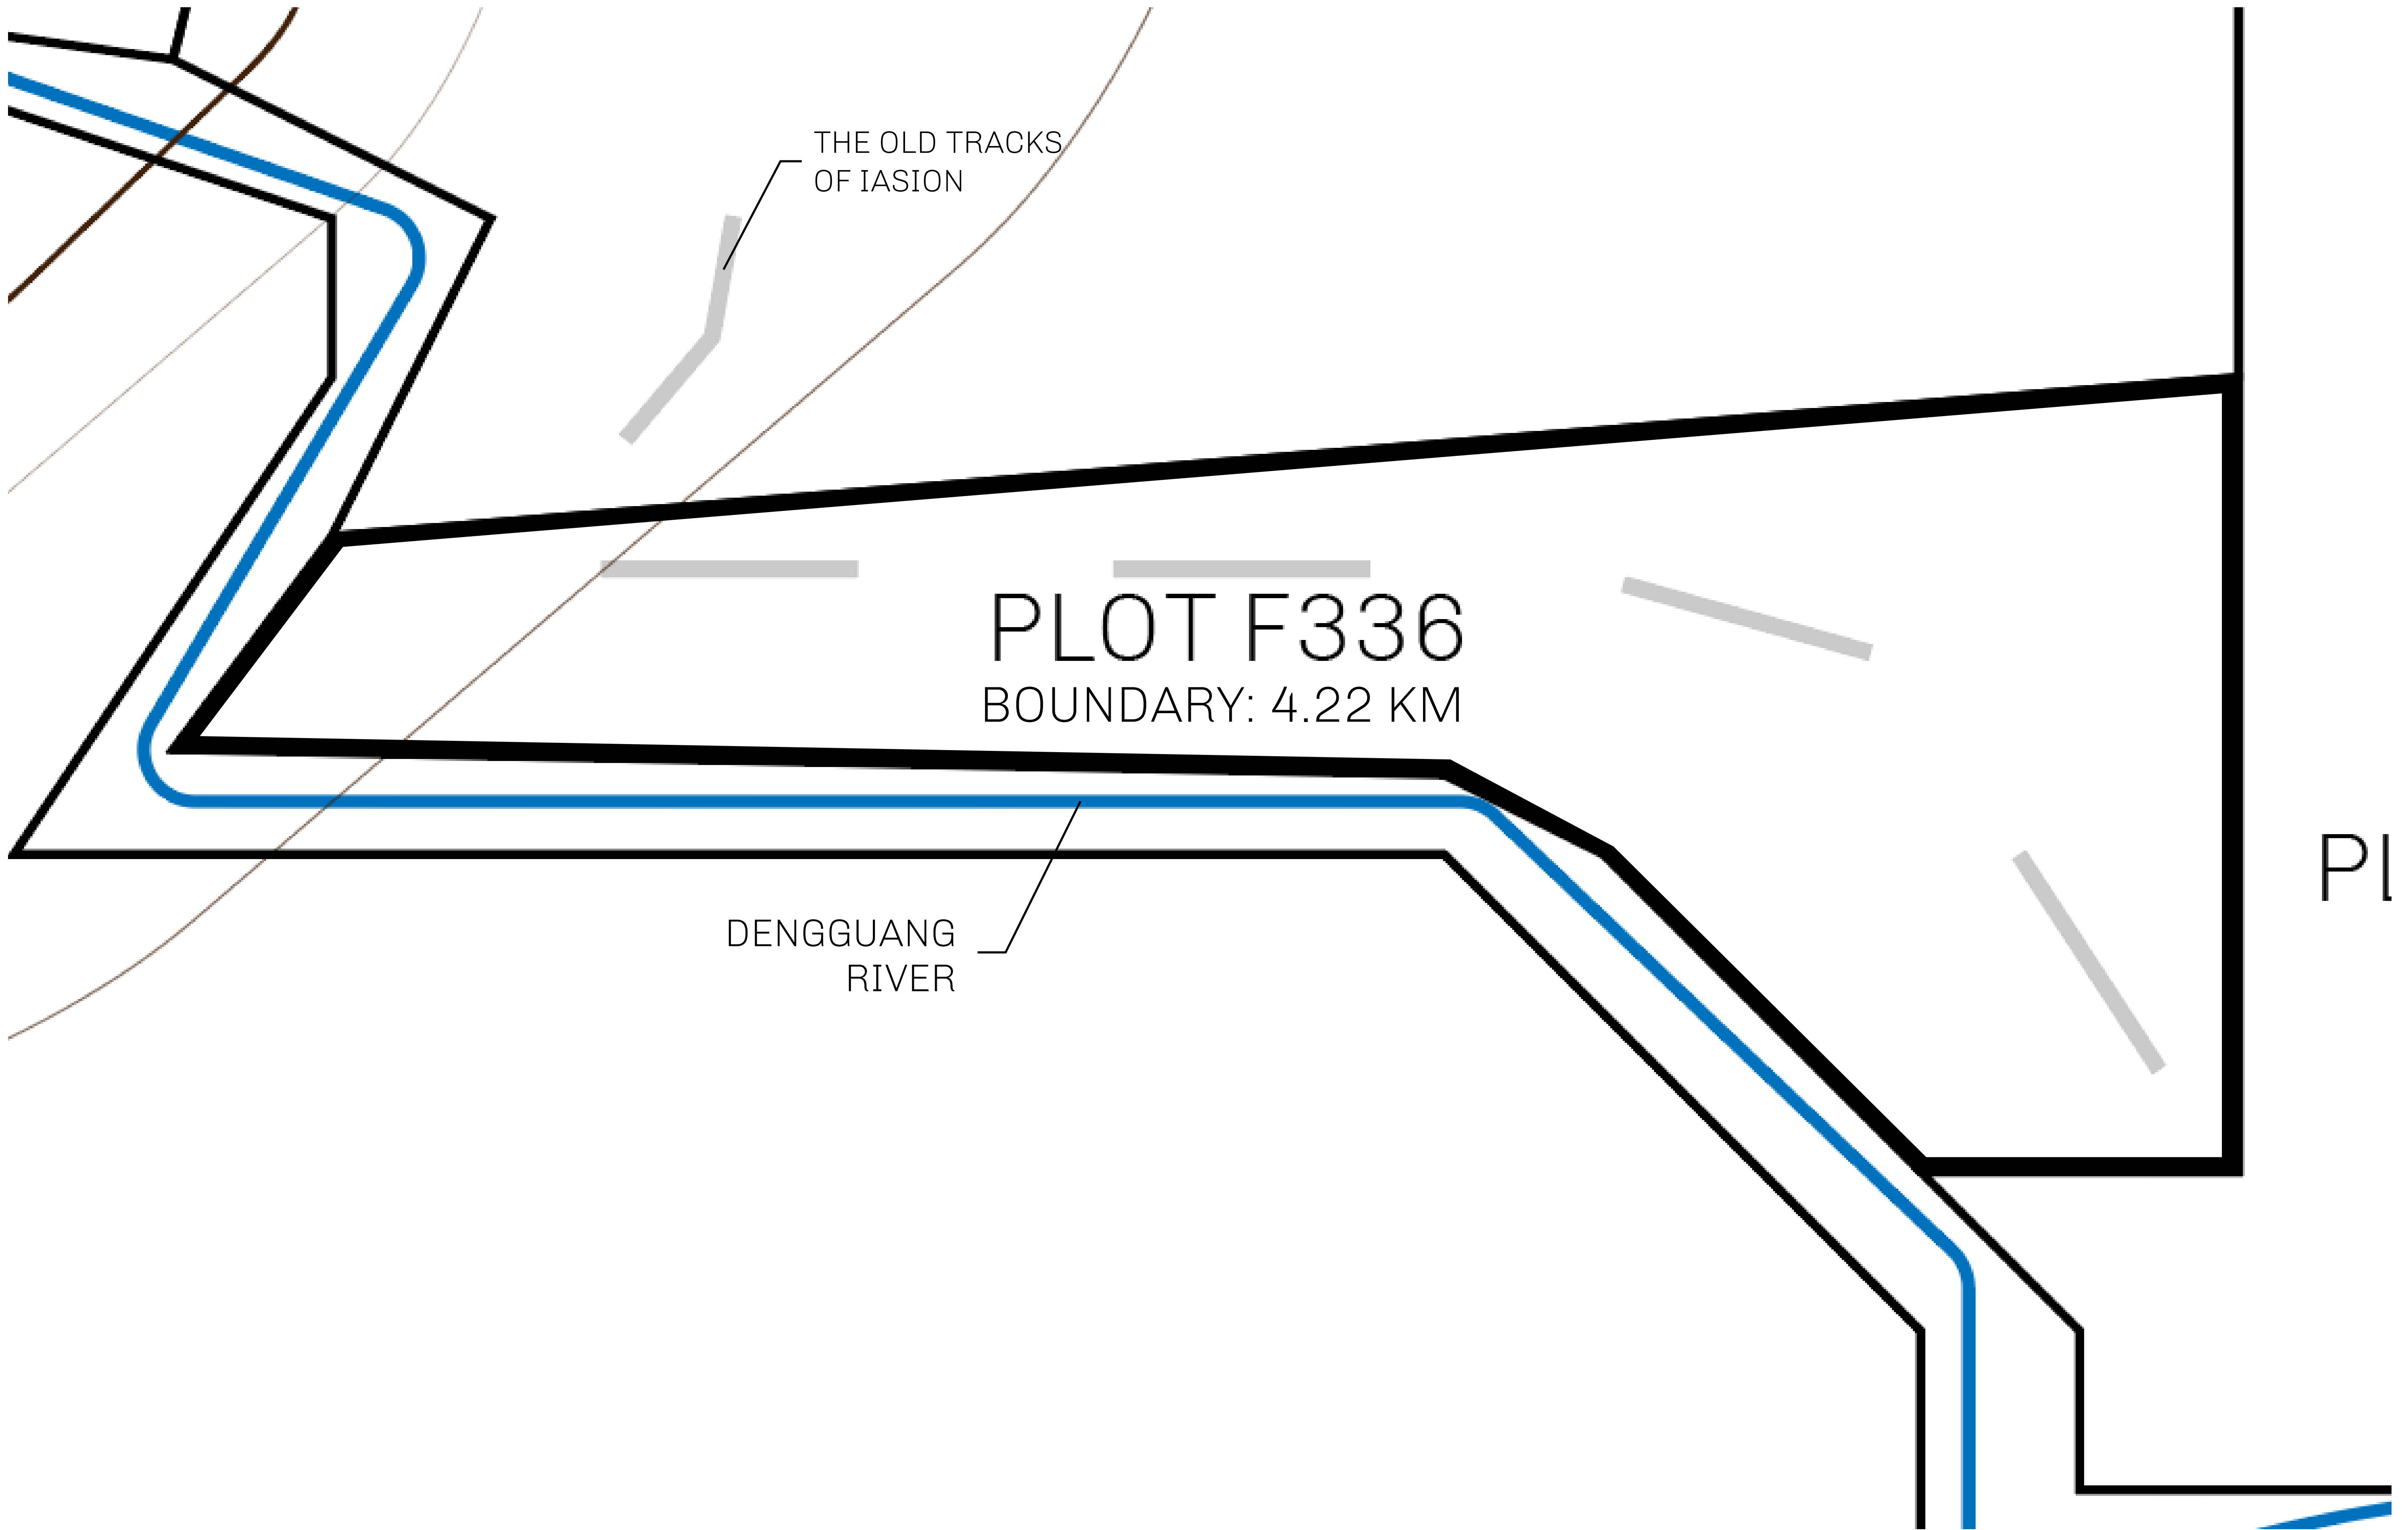 THE OLD TRACKS
OF IASION
PLOT F336
BOUNDARY: 4.22 KM
DENGGUANG
RIVER